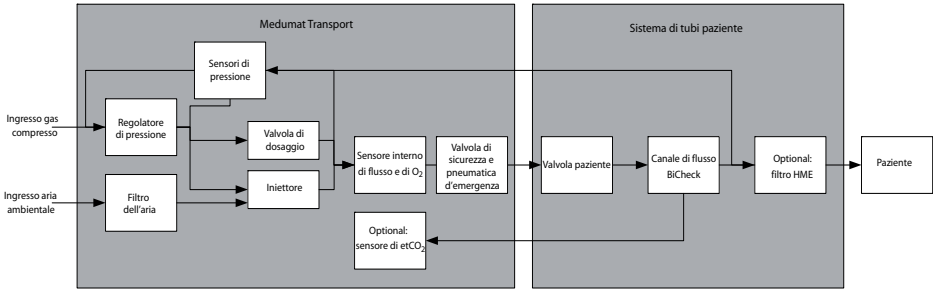 Medumat Transport
Sistema di tubi paziente
Sensori di
pressione
Ingresso gas
compresso
Regolatore
di pressione
Valvola di
dosaggio
Sensore interno
di flusso e di O2
Valvola di
sicurezza e
pneumatica
d'emergenza
Valvola paziente
Canale di flusso
BiCheck
Optional:
filtro HME
Paziente
Iniettore
Ingresso aria
ambientale
Filtro
dell'aria
Optional:
sensore di etCO2